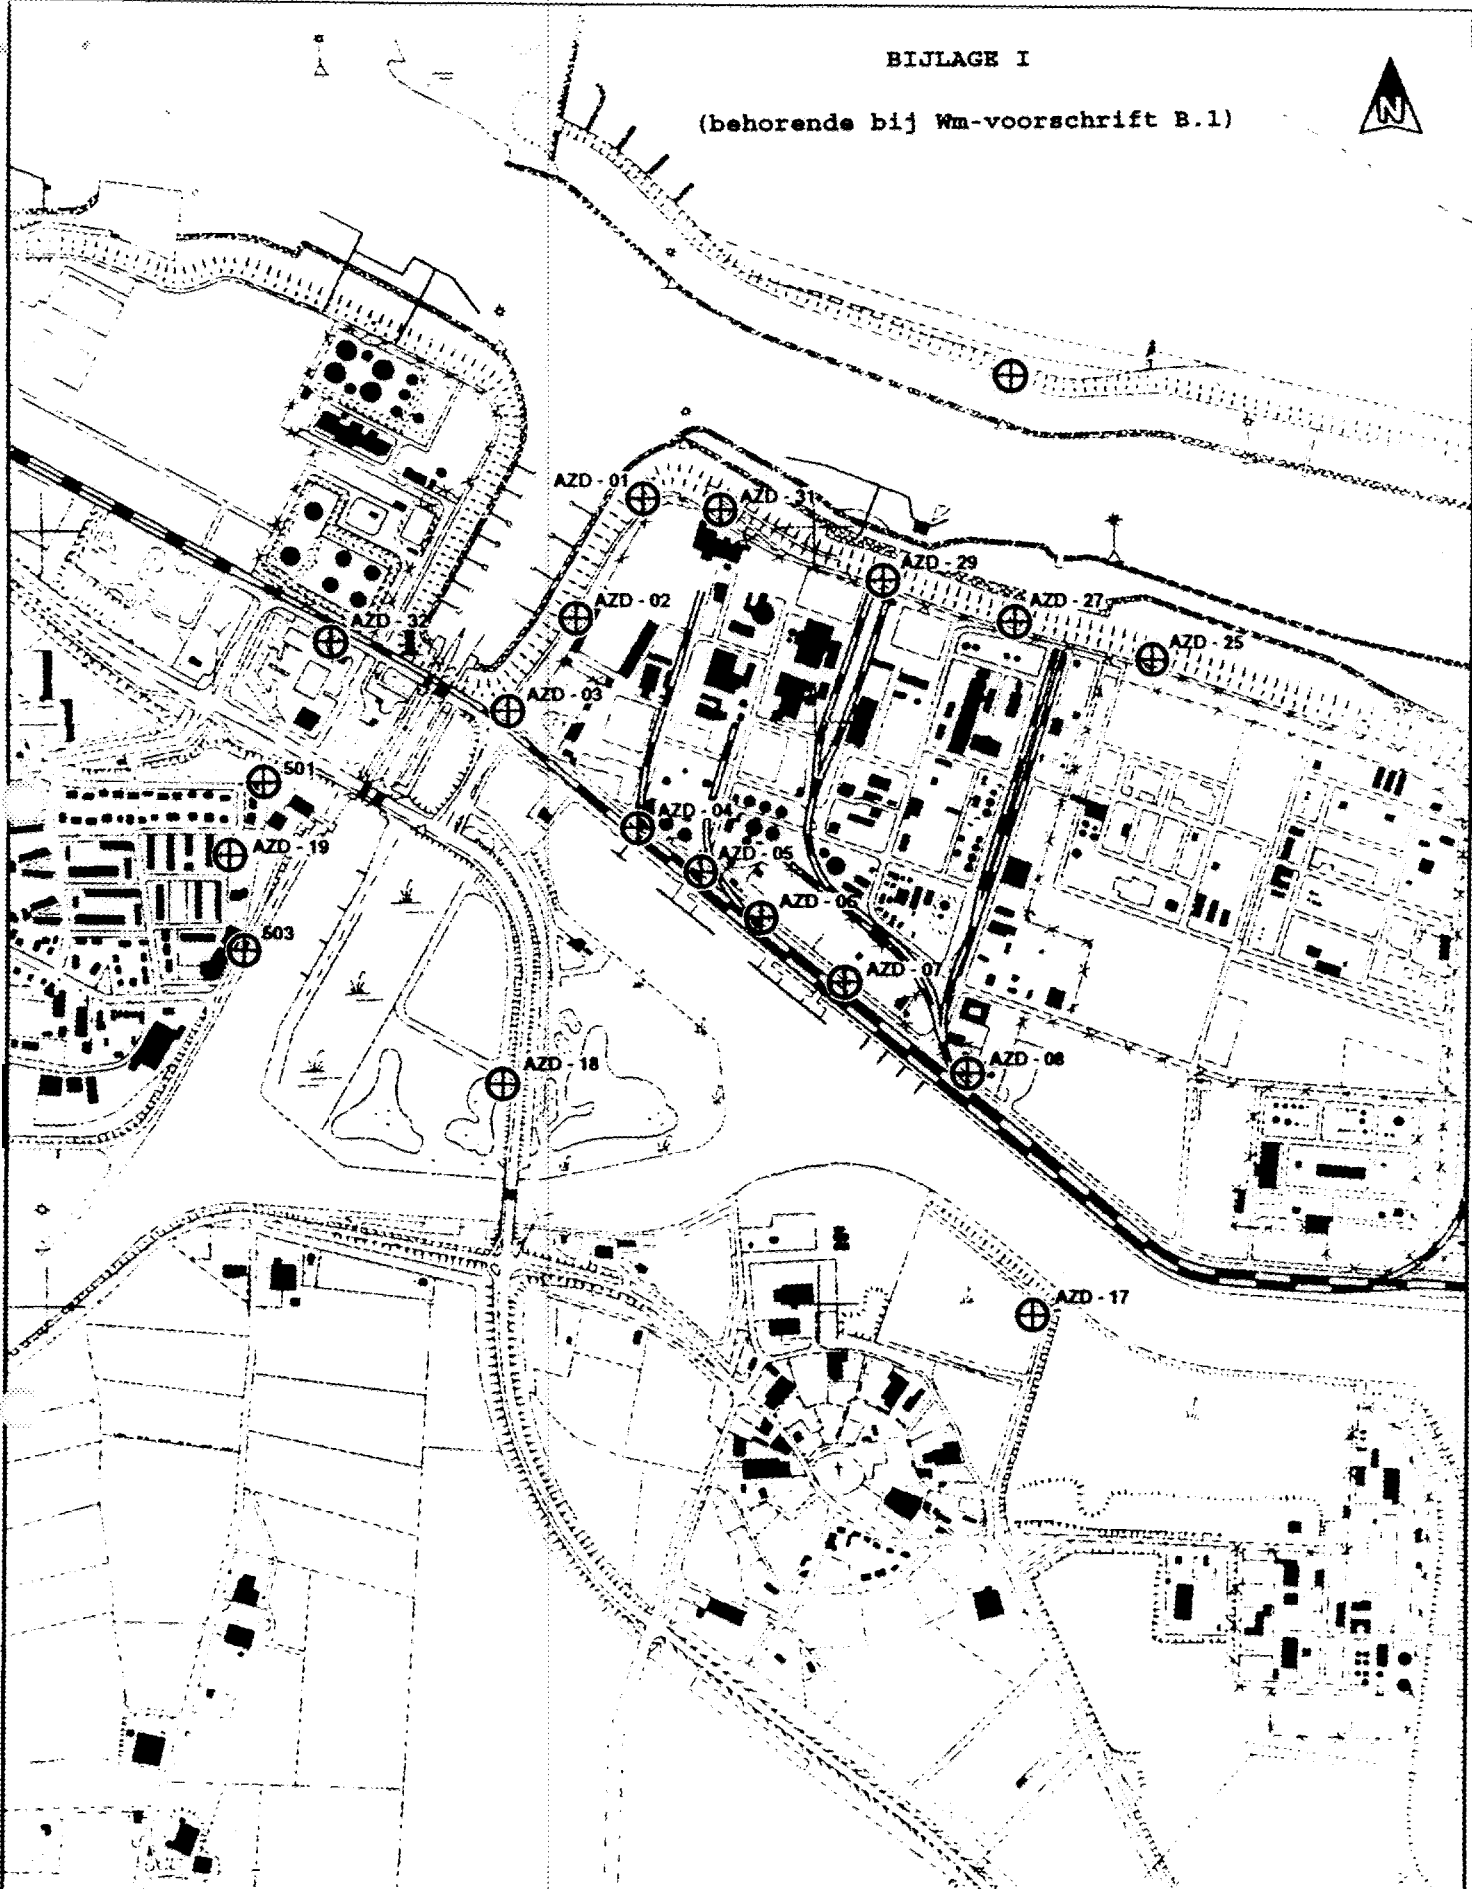 BIJLAGE I
N
(behorende bij Wm-voorschrift B.1)
AZD - 01
AZD - 31
AZD - 29
AZD - 02
AZD - 27
AZD - 32
AZD - 25
AZD - 03
501
AZD - 04
AZD - 19
AZD - 05
AZD - 06
503
AZD - 07
AZD - 08
AZD - 18
AZD - 17